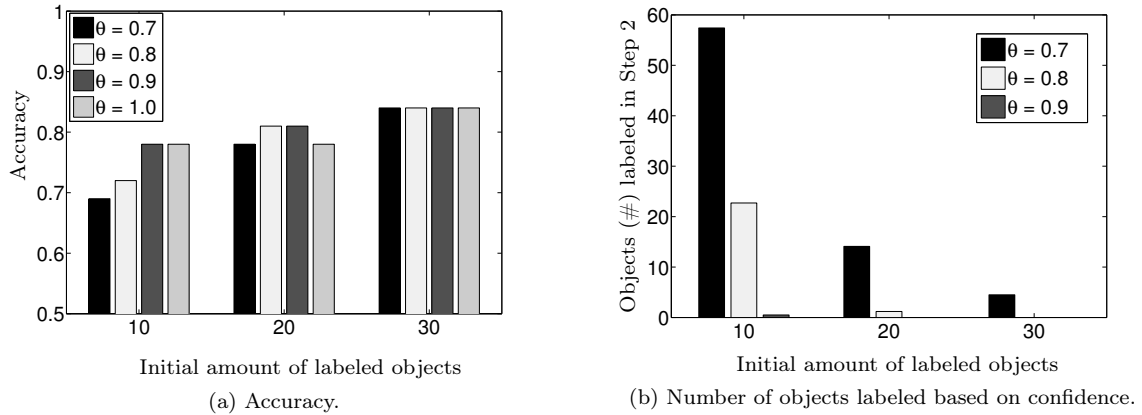 1
0.9
0.8
0.7
0.6
0.5
Accuracy
θ = 0.7
θ = 0.8
θ = 0.9
θ = 1.0
10
20
30
Initial amount of labeled objects
(a) Accuracy.
60
50
40
30
20
10
0
Objects (#) labeled in Step 2
θ = 0.7
θ = 0.8
θ = 0.9
10
20
30
Initial amount of labeled objects
(b) Number of objects labeled based on confidence.